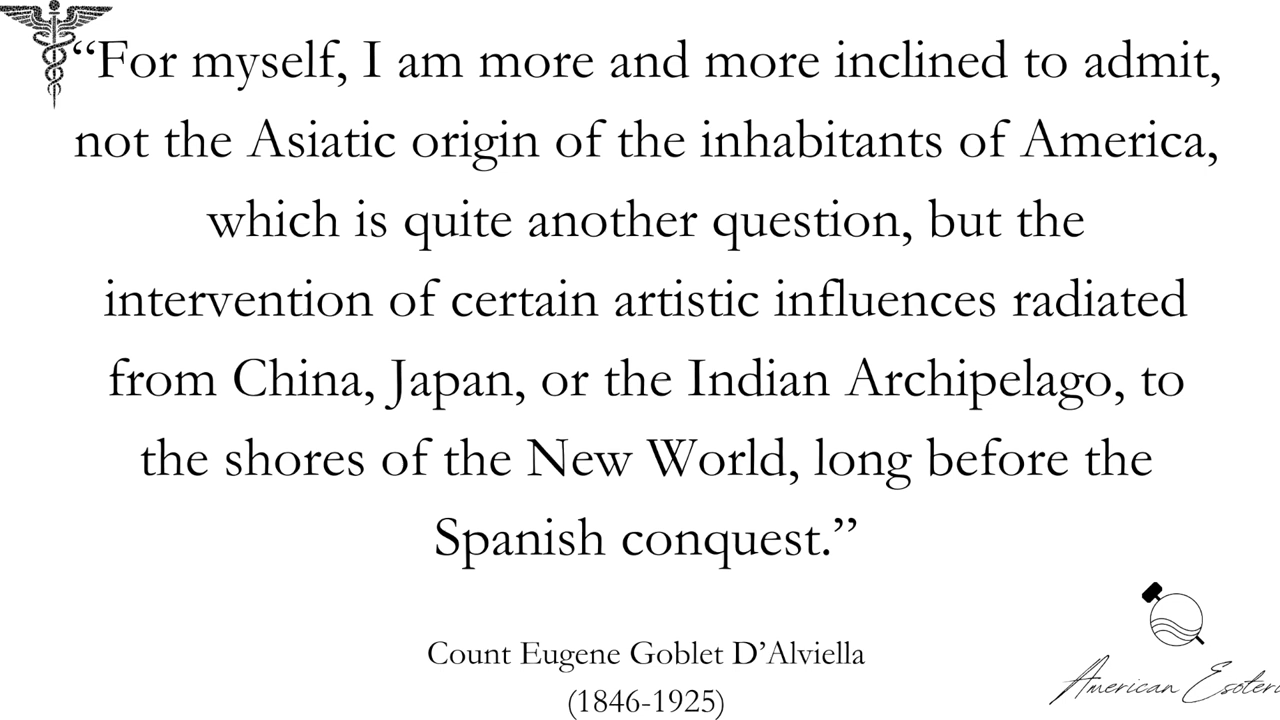 “For myself, I am more and more inclined to admit,
not the Asiatic origin of the inhabitants of America,
which is quite another question, but the
intervention of certain artistic influences radiated
from China, Japan, or the Indian Archipelago, to
the shores of the New World, long before the
Spanish conquest.”
Count Eugene Goblet D’Alviella
(1846-1925)
American Esoteri